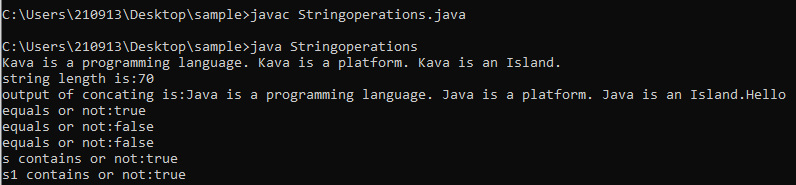 C:\Users\210913\Desktop\sample>javac Stringoperations.java
C:\Users\210913\Desktop\sample>java Stringoperations
Kava is a programming language. Kava is a platform. Kava is an Island.
string length is:70
output of concating is:Java is a programming language. Java is a platform. Java is an Island.Hello
equals or not:true
equals or not:false
equals or not:false
s contains or not:true
s1 contains or not:true